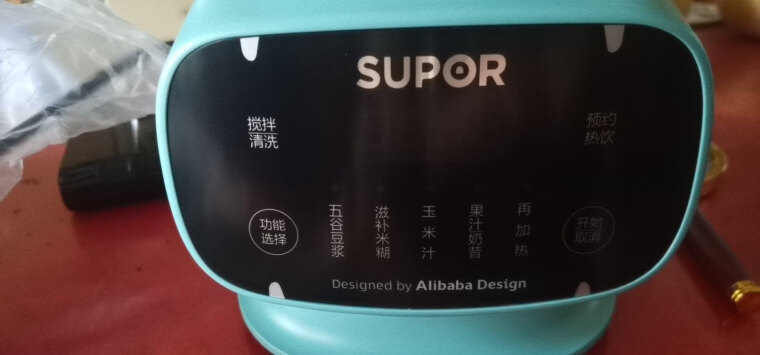 SUPOR
搅拌
清洗
预约
热饮
功能
选择
五谷豆浆
滋补米糊
玉米汁
果汁奶昔
再加热
开始
取消
Designed by Alibaba Design